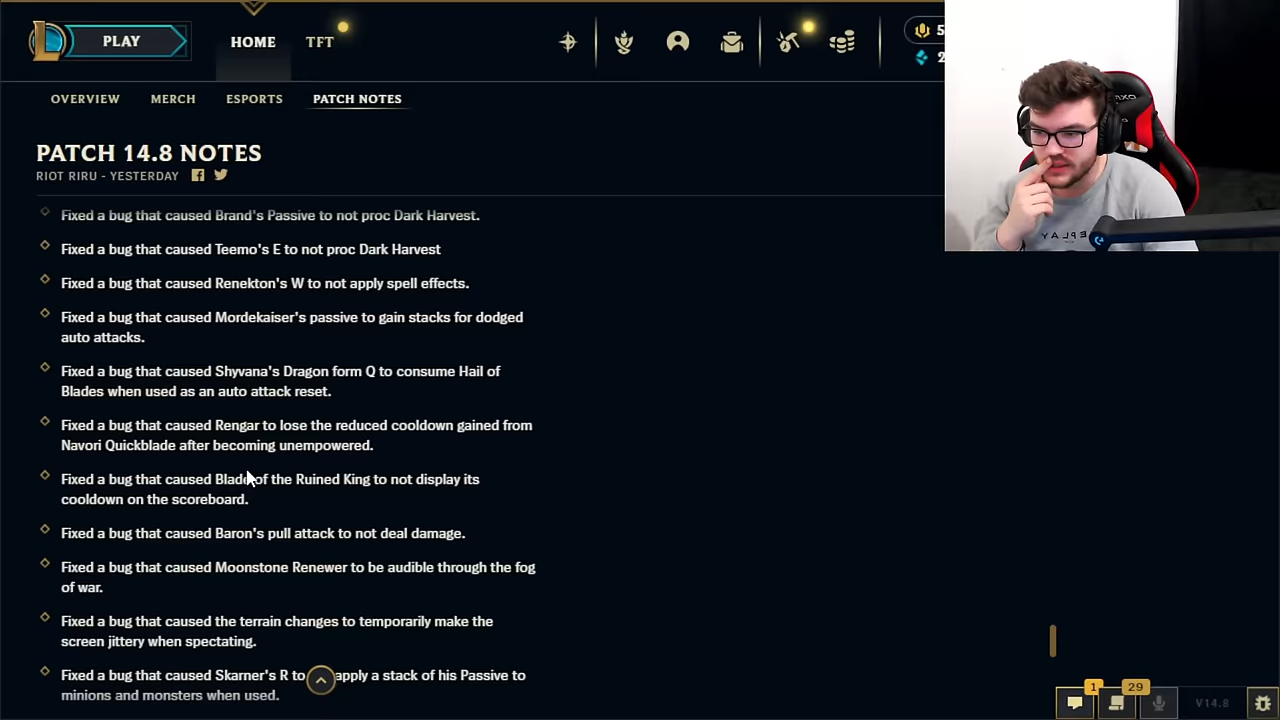 PLAY
HOME
TFT
5
2
OVERVIEW
MERCH
ESPORTS
PATCH NOTES
PATCH 14.8 NOTES
RIOT RIRU - YESTERDAY
Fixed a bug that caused Brand's Passive to not proc Dark Harvest.
Fixed a bug that caused Teemo's E to not proc Dark Harvest
Fixed a bug that caused Renekton's W to not apply spell effects.
Fixed a bug that caused Mordekaiser's passive to gain stacks for dodged
auto attacks.
Fixed a bug that caused Shyvana's Dragon form Q to consume Hail of
Blades when used as an auto attack reset.
Fixed a bug that caused Rengar to lose the reduced cooldown gained from
Navori Quickblade after becoming unempowered.
Fixed a bug that caused Blade of the Ruined King to not display its
cooldown on the scoreboard.
Fixed a bug that caused Baron's pull attack to not deal damage.
Fixed a bug that caused Moonstone Renewer to be audible through the fog
of war.
Fixed a bug that caused the terrain changes to temporarily make the
screen jittery when spectating.
Fixed a bug that caused Skarner's R to apply a stack of his Passive to
minions and monsters when used.
1
29
V14.8